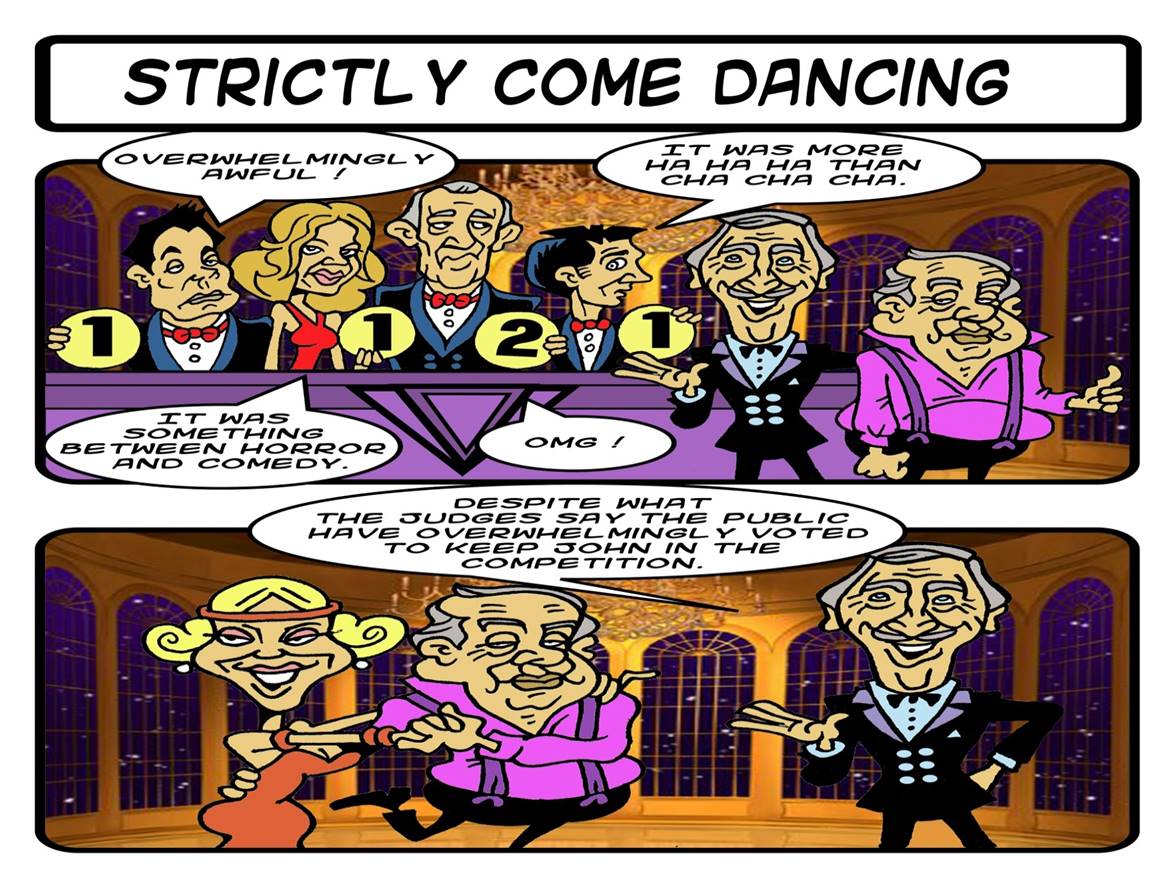 STRICTLY COME DANCING
OVERWHELMINGLY
AWFUL !
IT WAS MORE
HA HA HA THAN
CHA CHA CHA.
1
1
2
1
IT WAS
SOMETHING
BETWEEN HORROR
AND COMEDY.
OMG !
DESPITE WHAT
THE JUDGES SAY THE PUBLIC
HAVE OVERWHELMINGLY VOTED
TO KEEP JOHN IN THE
COMPETITION.